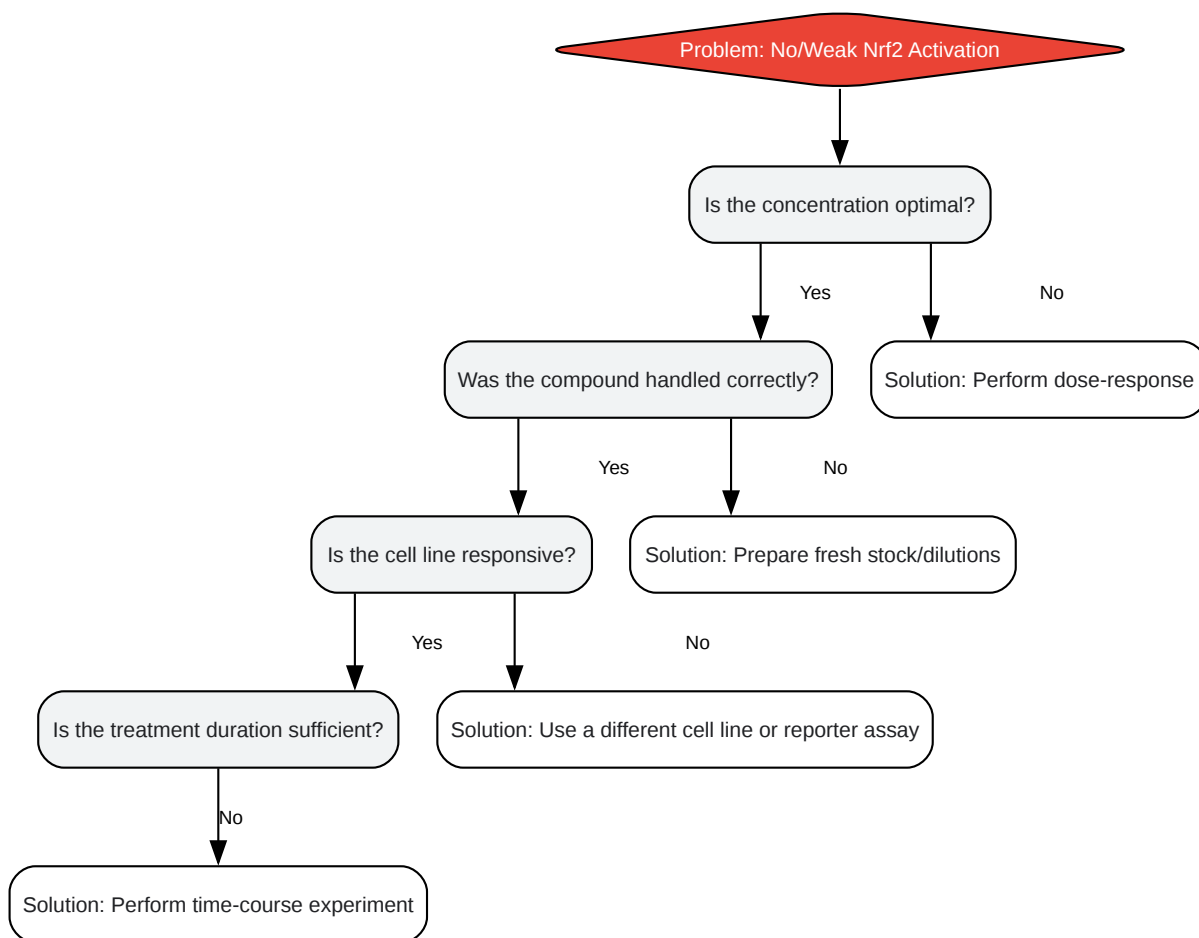 Problem: No/Weak Nrf2 Activation
Is the concentration optimal?
Yes
No
Was the compound handled correctly?
Solution: Perform dose-response
Yes
No
Is the cell line responsive?
Solution: Prepare fresh stock/dilutions
Yes
No
Is the treatment duration sufficient?
Solution: Use a different cell line or reporter assay
No
Solution: Perform time-course experiment